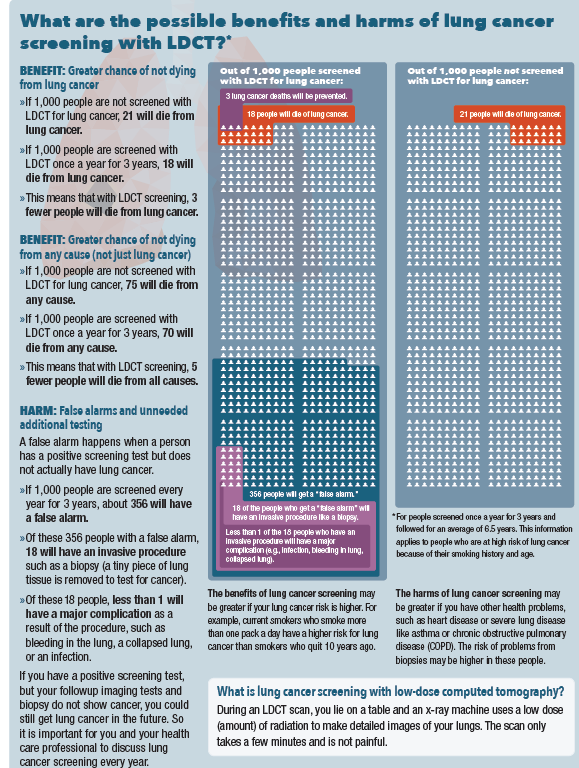 What are the possible benefits and harms of lung cancer
screening with LDCT?*
BENEFIT: Greater chance of not dying
from lung cancer
»If 1,000 people are not screened with
LDCT for lung cancer, 21 will die from
lung cancer.
»If 1,000 people are screened with
LDCT once a year for 3 years, 18 will
die from lung cancer.
»This means that with LDCT screening, 3
fewer people will die from lung cancer.
BENEFIT: Greater chance of not dying
from any cause (not just lung cancer)
»If 1,000 people are not screened with
LDCT for lung cancer, 75 will die from
any cause.
»If 1,000 people are screened with
LDCT once a year for 3 years, 70 will
die from any cause.
»This means that with LDCT screening, 5
fewer people will die from all causes.
HARM: False alarms and unneeded
additional testing
A false alarm happens when a person
has a positive screening test but does
not actually have lung cancer.
»If 1,000 people are screened every
year for 3 years, about 356 will have
a false alarm.
»Of these 356 people with a false alarm,
18 will have an invasive procedure
such as a biopsy (a tiny piece of lung
tissue is removed to test for cancer).
»Of these 18 people, less than 1 will
have a major complication as a
result of the procedure, such as
bleeding in the lung, a collapsed lung,
or an infection.
If you have a positive screening test,
but your followup imaging tests and
biopsy do not show cancer, you could
still get lung cancer in the future. So
it is important for you and your health
care professional to discuss lung
cancer screening every year.
Out of 1,000 people screened
with LDCT for lung cancer:
3 lung cancer deaths will be prevented.
18 people will die of lung cancer.
356 people will get a "false alarm."
18 of the people who get a "false alarm" will
have an invasive procedure like a biopsy.
Less than 1 of the 18 people who have an
invasive procedure will have a major
complication (e.g., infection, bleeding in lung,
collapsed lung).
The benefits of lung cancer screening may
be greater if your lung cancer risk is higher. For
example, current smokers who smoke more
than one pack a day have a higher risk for lung
cancer than smokers who quit 10 years ago.
Out of 1,000 people not screened
with LDCT for lung cancer:
21 people will die of lung cancer.
*For people screened once a year for 3 years and
followed for an average of 6.5 years. This information
applies to people who are at high risk of lung cancer
because of their smoking history and age.
The harms of lung cancer screening may
be greater if you have other health problems,
such as heart disease or severe lung disease
like asthma or chronic obstructive pulmonary
disease (COPD). The risk of problems from
biopsies may be higher in these people.
What is lung cancer screening with low-dose computed tomography?
During an LDCT scan, you lie on a table and an x-ray machine uses a low dose
(amount) of radiation to make detailed images of your lungs. The scan only
takes a few minutes and is not painful.